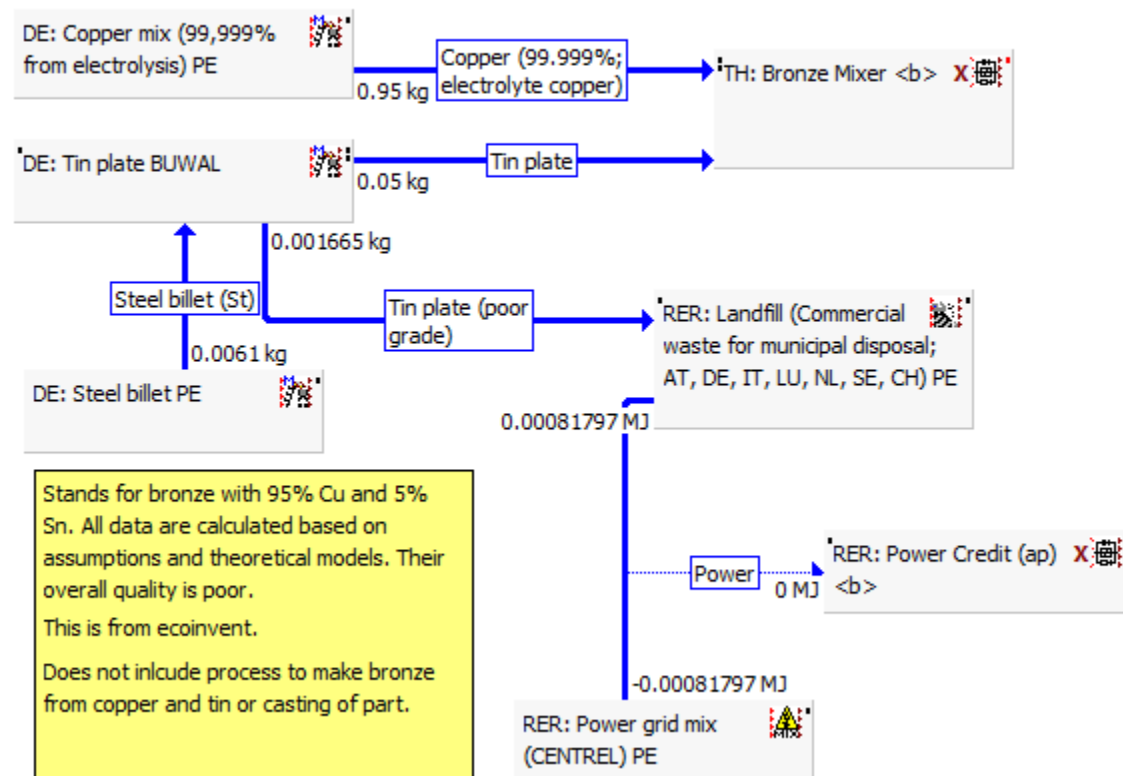 DE: Copper mix (99,999%
from electrolysis) PE
Copper (99.999%;
electrolyte copper)
0.95 kg
TH: Bronze Mixer <b>
X
DE: Tin plate BUWAL
Tin plate
0.05 kg
0.001665 kg
Steel billet (St)
Tin plate (poor
grade)
0.0061 kg
DE: Steel billet PE
RER: Landfill (Commercial
waste for municipal disposal;
AT, DE, IT, LU, NL, SE, CH) PE
0.00081797 MJ
Stands for bronze with 95% Cu and 5%
Sn. All data are calculated based on
assumptions and theoretical models. Their
overall quality is poor.
This is from ecoinvent.
Does not inlcude process to make bronze
from copper and tin or casting of part.
Power
0 MJ
RER: Power Credit (ap)
<b>
X
-0.00081797 MJ
RER: Power grid mix
(CENTREL) PE